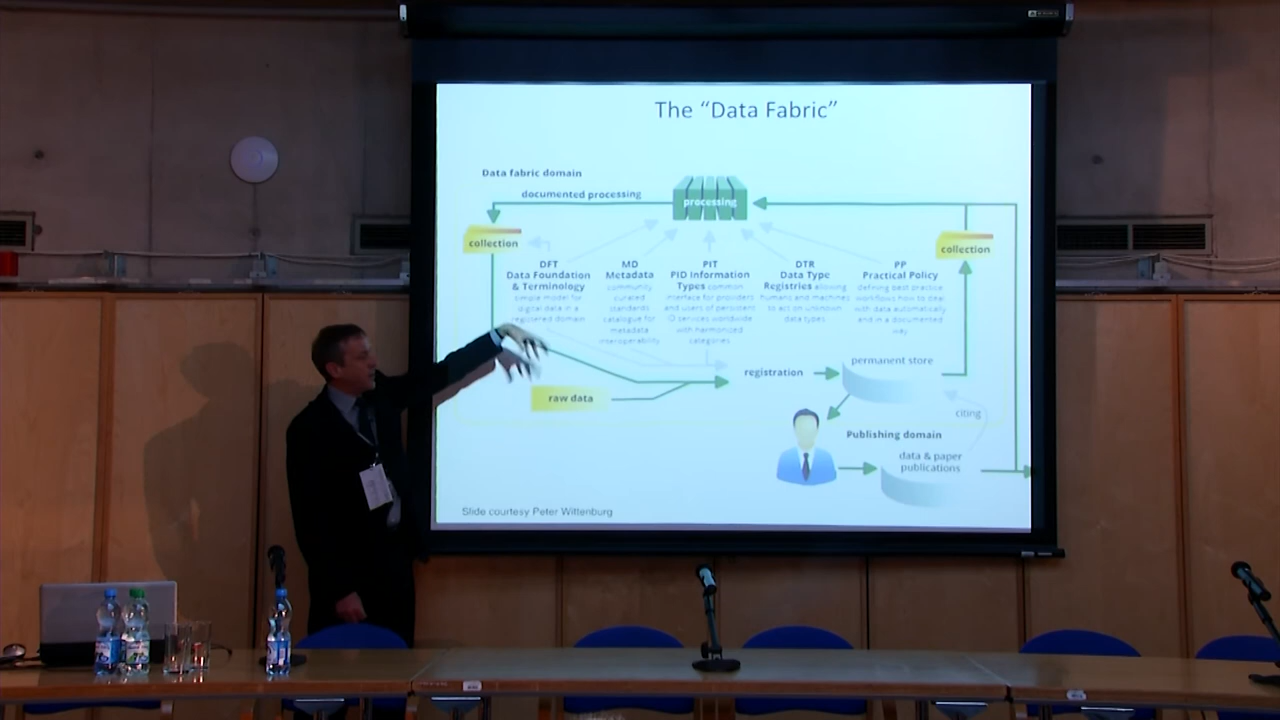 The “Data Fabric”
Data fabric domain
documented processing
processing
collection
collection
DFT
Data Foundation
& Terminology
simple model for
digital data in a
registered domain
MD
Metadata
community
curated
standards
catalogue for
metadata
interoperability
PIT
PID Information
Types common
interface for providers
and users of persistent
ID services worldwide
with harmonized
categories
DTR
Data Type
Registries allowing
humans and machines
to act on unknown
data types
PP
Practical Policy
defining best practice
workflows how to deal
with data automatically
and in a documented
way
registration
permanent store
raw data
citing
Publishing domain
data & paper
publications
Slide courtesy Peter Wittenburg